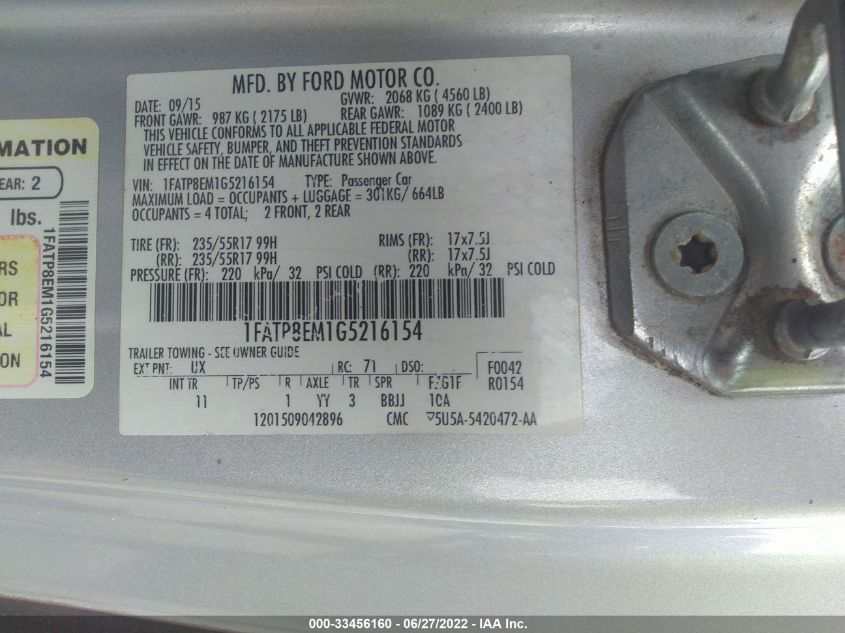 MFD. BY FORD MOTOR CO.
DATE: 09/15 GVWR: 2068 KG ( 4560 LB)
FRONT GAWR: 987 KG ( 2175 LB) REAR GAWR: 1089 KG ( 2400 LB)
THIS VEHICLE CONFORMS TO ALL APPLICABLE FEDERAL MOTOR
VEHICLE SAFETY, BUMPER, AND THEFT PREVENTION STANDARDS
IN EFFECT ON THE DATE OF MANUFACTURE SHOWN ABOVE.
VIN: 1FATP8EM1G5216154 TYPE: Passenger Car
MAXIMUM LOAD = OCCUPANTS + LUGGAGE = 301KG/ 664LB
OCCUPANTS = 4 TOTAL; 2 FRONT, 2 REAR
TIRE (FR): 235/55R17 99H RIMS (FR): 17x7.5J
(RR): 235/55R17 99H (RR): 17x7.5J
PRESSURE (FR): 220 kPa/ 32 PSI COLD (RR): 220 kPa/ 32 PSI COLD
1FATP8EM1G5216154
TRAILER TOWING - SEE OWNER GUIDE
EXT PNT: UX RC: 71 DSO: F0042
INT TR TP/PS R AXLE TR SPR R0154
11 1 YY 3 BBJJ
1201509042896 CMC 5U5A-5420472-AA
RMATION
EAR: 2
lbs.
1FATP8EM1G5216154
RS
OR
AL
ION
000-33456160 - 06/27/2022 - IAA Inc.